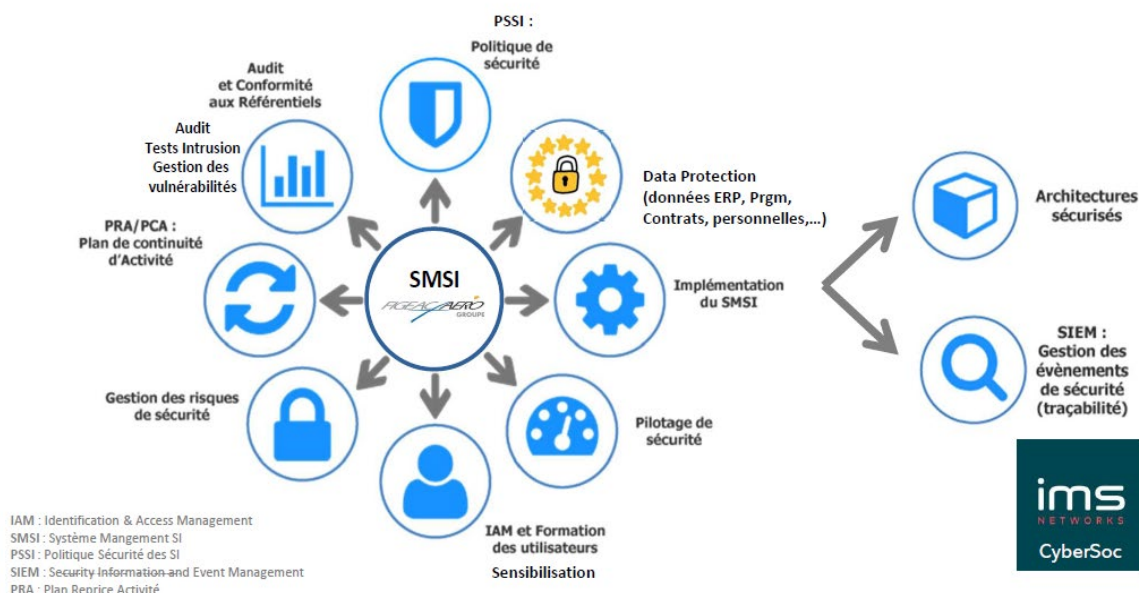 PSSI :
Politique de
sécurité
Audit
et Conformité
aux Référentiels
Audit
Tests Intrusion
Gestion des
vulnérabilités
Data Protection
(données ERP, Prgm,
Contrats, personnelles,...)
Architectures
sécurisés
PRA/PCA :
Plan de continuité
d'Activité
SMSI
FIGEAC AERO
GROUPE
Implémentation
du SMSI
SIEM :
Gestion des
évènements
de sécurité
(traçabilité)
Gestion des risques
de sécurité
Pilotage de
sécurité
IAM et Formation
des utilisateurs
Sensibilisation
ims
NETWORKS
CyberSoc
IAM : Identification & Access Management
SMSI : Système Mangement SI
PSSI : Politique Sécurité des SI
SIEM : Security Information and Event Management
PRA : Plan Reprice Activité